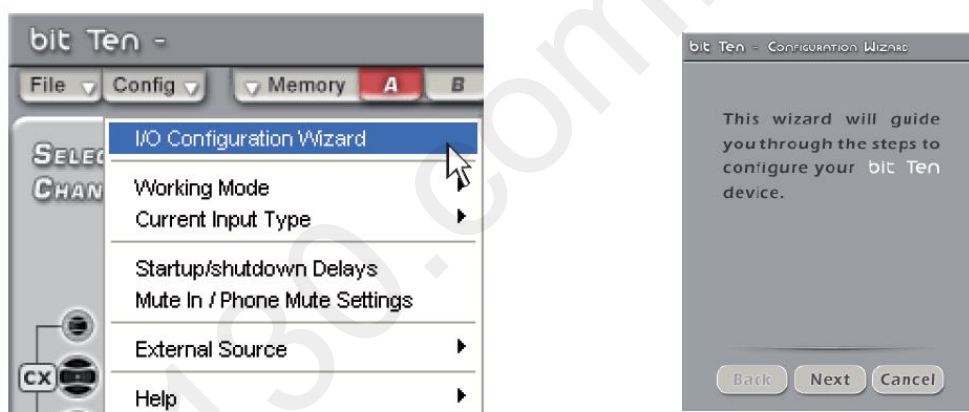 bit Ten -
File Config Memory A B
I/O Configuration Wizard
Working Mode
Current Input Type
Startup/shutdown Delays
Mute In / Phone Mute Settings
External Source
Help
CX
bit Ten - Configuration Wizard
This wizard will guide
you through the steps to
configure your bit Ten
device.
Back Next Cancel
130.com